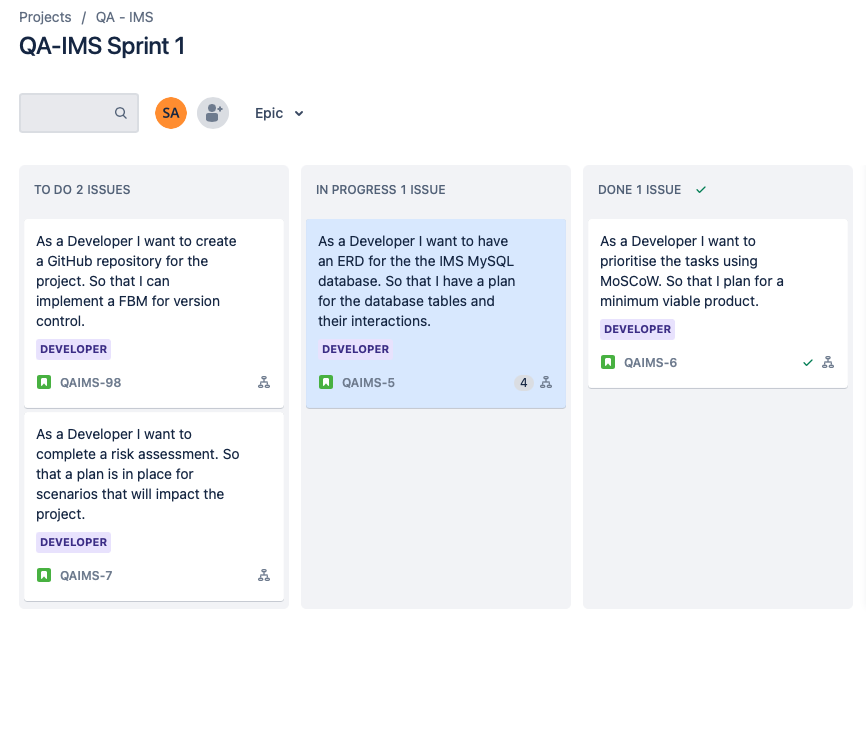 Projects / QA - IMS
QA-IMS Sprint 1
SA
Epic
TO DO 2 ISSUES
As a Developer I want to create
a GitHub repository for the
project. So that I can
implement a FBM for version
control.
DEVELOPER
QAIMS-98
As a Developer I want to
complete a risk assessment. So
that a plan is in place for
scenarios that will impact the
project.
DEVELOPER
QAIMS-7
IN PROGRESS 1 ISSUE
As a Developer I want to have
an ERD for the the IMS MySQL
database. So that I have a plan
for the database tables and
their interactions.
DEVELOPER
QAIMS-5 4
DONE 1 ISSUE
As a Developer I want to
prioritise the tasks using
MoSCoW. So that I plan for a
minimum viable product.
DEVELOPER
QAIMS-6